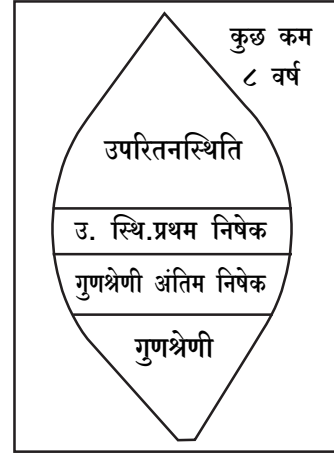 कुछ कम
८ वर्ष
उपरितनस्थिति
उ. स्थि.प्रथम निषेक
गुणश्रेणी अंतिम निषेक
गुणश्रेणी